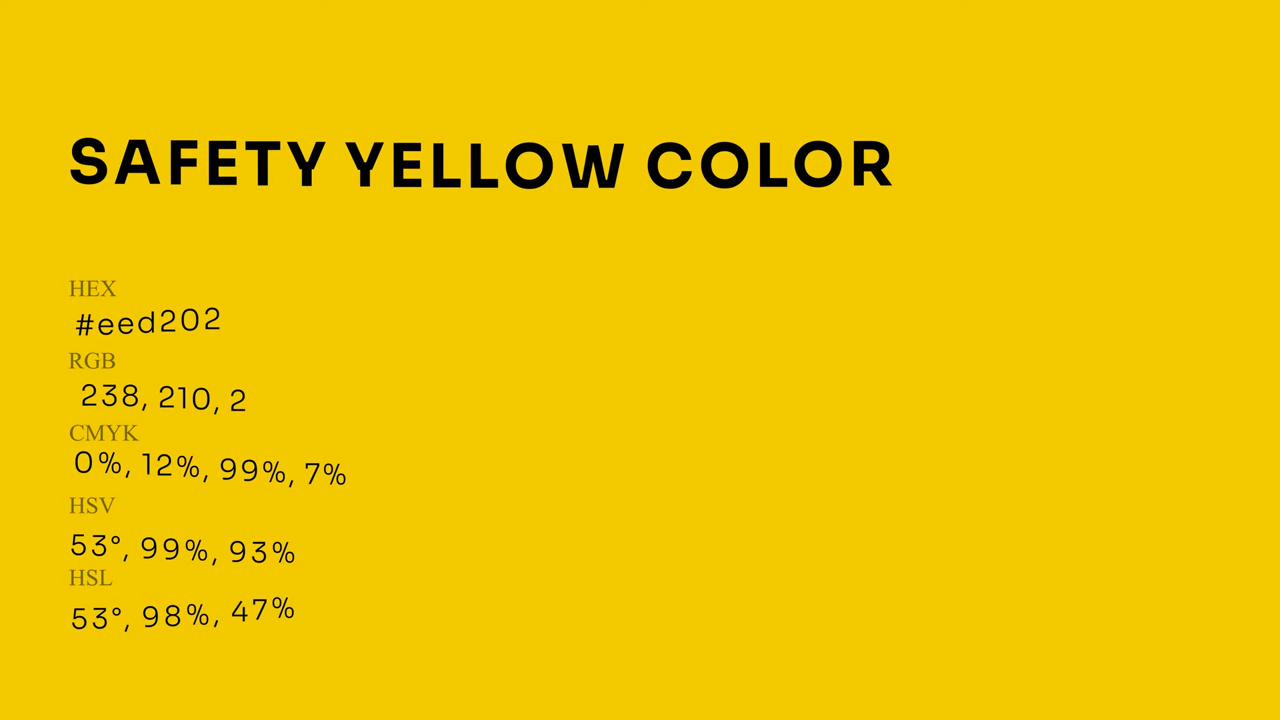 SAFETY YELLOW COLOR
HEX
#eed202
RGB
238, 210, 2
CMYK
0%, 12%, 99%, 7%
HSV
53°, 99%, 93%
HSL
53°, 98%, 47%